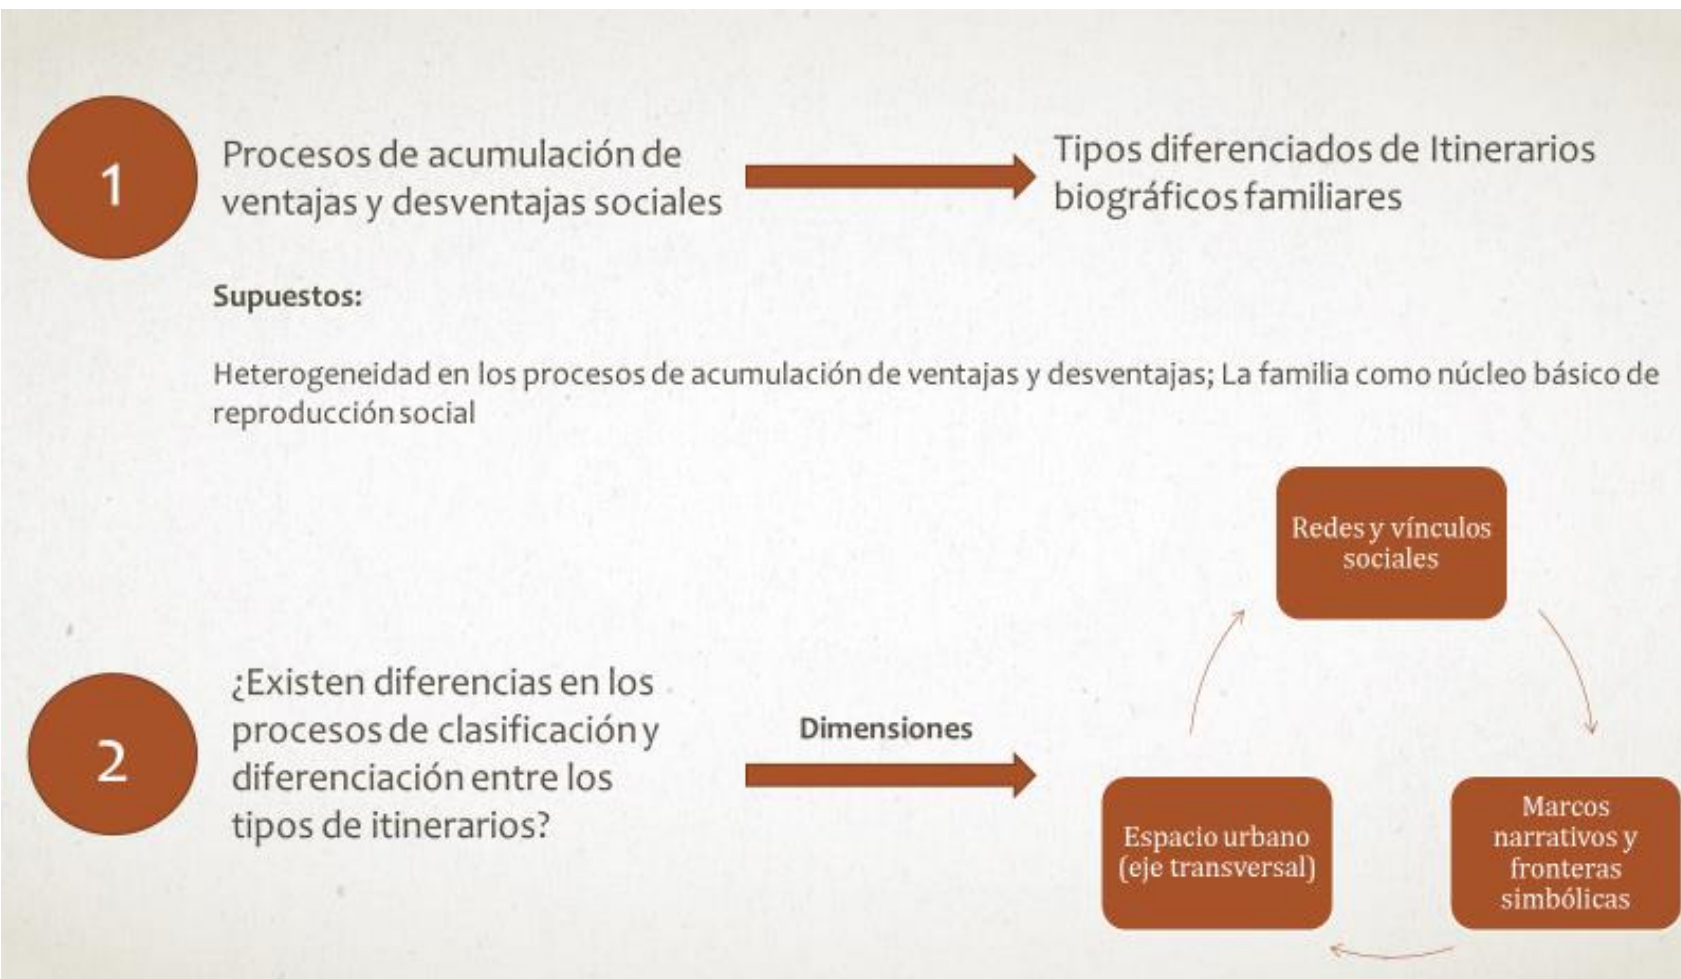 1
Procesos de acumulación de
ventajas y desventajas sociales
Tipos diferenciados de Itinerarios
biográficos familiares
Supuestos:
Heterogeneidad en los procesos de acumulación de ventajas y desventajas; La familia como núcleo básico de
reproducción social
2
¿Existen diferencias en los
procesos de clasificación y
diferenciación entre los
tipos de itinerarios?
Dimensiones
Redes y vínculos
sociales
Espacio urbano
(eje transversal)
Marcos
narrativos y
fronteras
simbólicas